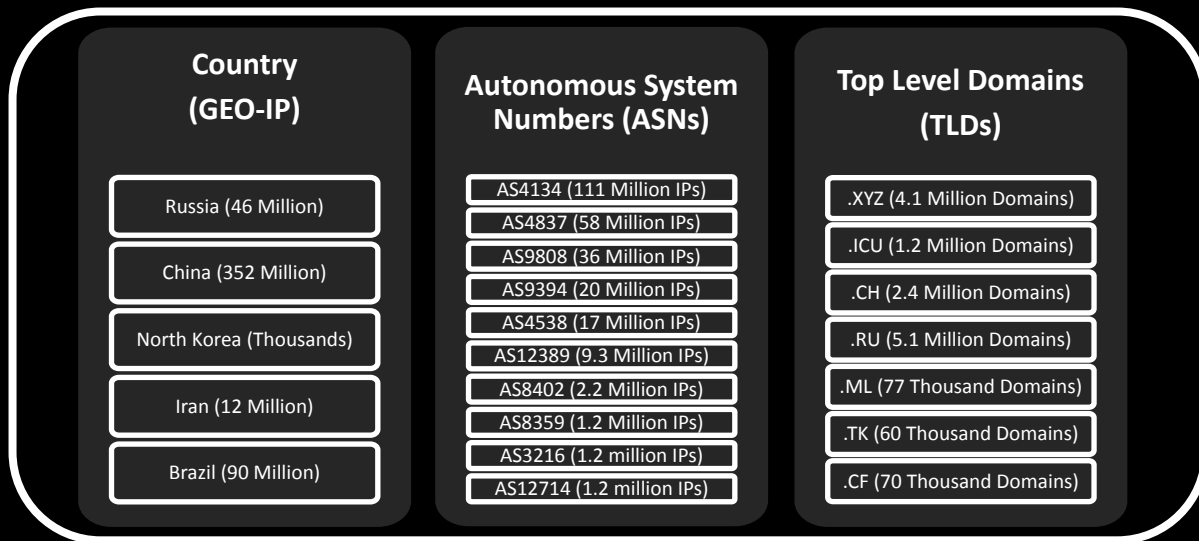 Country
(GEO-IP)
Russia (46 Million)
China (352 Million)
North Korea (Thousands)
Iran (12 Million)
Brazil (90 Million)
Autonomous System
Numbers (ASNs)
AS4134 (111 Million IPs)
AS4837 (58 Million IPs)
AS9808 (36 Million IPs)
AS9394 (20 Million IPs)
AS4538 (17 Million IPs)
AS12389 (9.3 Million IPs)
AS8402 (2.2 Million IPs)
AS8359 (1.2 Million IPs)
AS3216 (1.2 million IPs)
AS12714 (1.2 million IPs)
Top Level Domains
(TLDs)
.XYZ (4.1 Million Domains)
.ICU (1.2 Million Domains)
.CH (2.4 Million Domains)
.RU (5.1 Million Domains)
.ML (77 Thousand Domains)
.TK (60 Thousand Domains)
.CF (70 Thousand Domains)